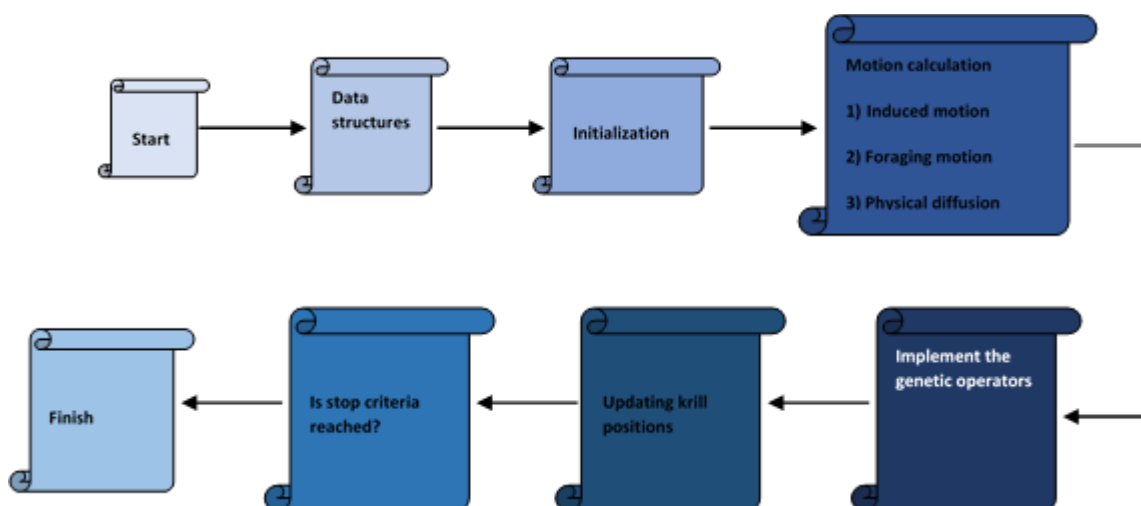 Start
Data
structures
Initialization
Motion calculation
1) Induced motion
2) Foraging motion
3) Physical diffusion
Implement the
genetic operators
Updating krill
positions
Is stop criteria
reached?
Finish